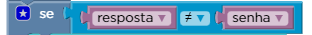 se resposta ▾ ≠ ▾ senha ▾